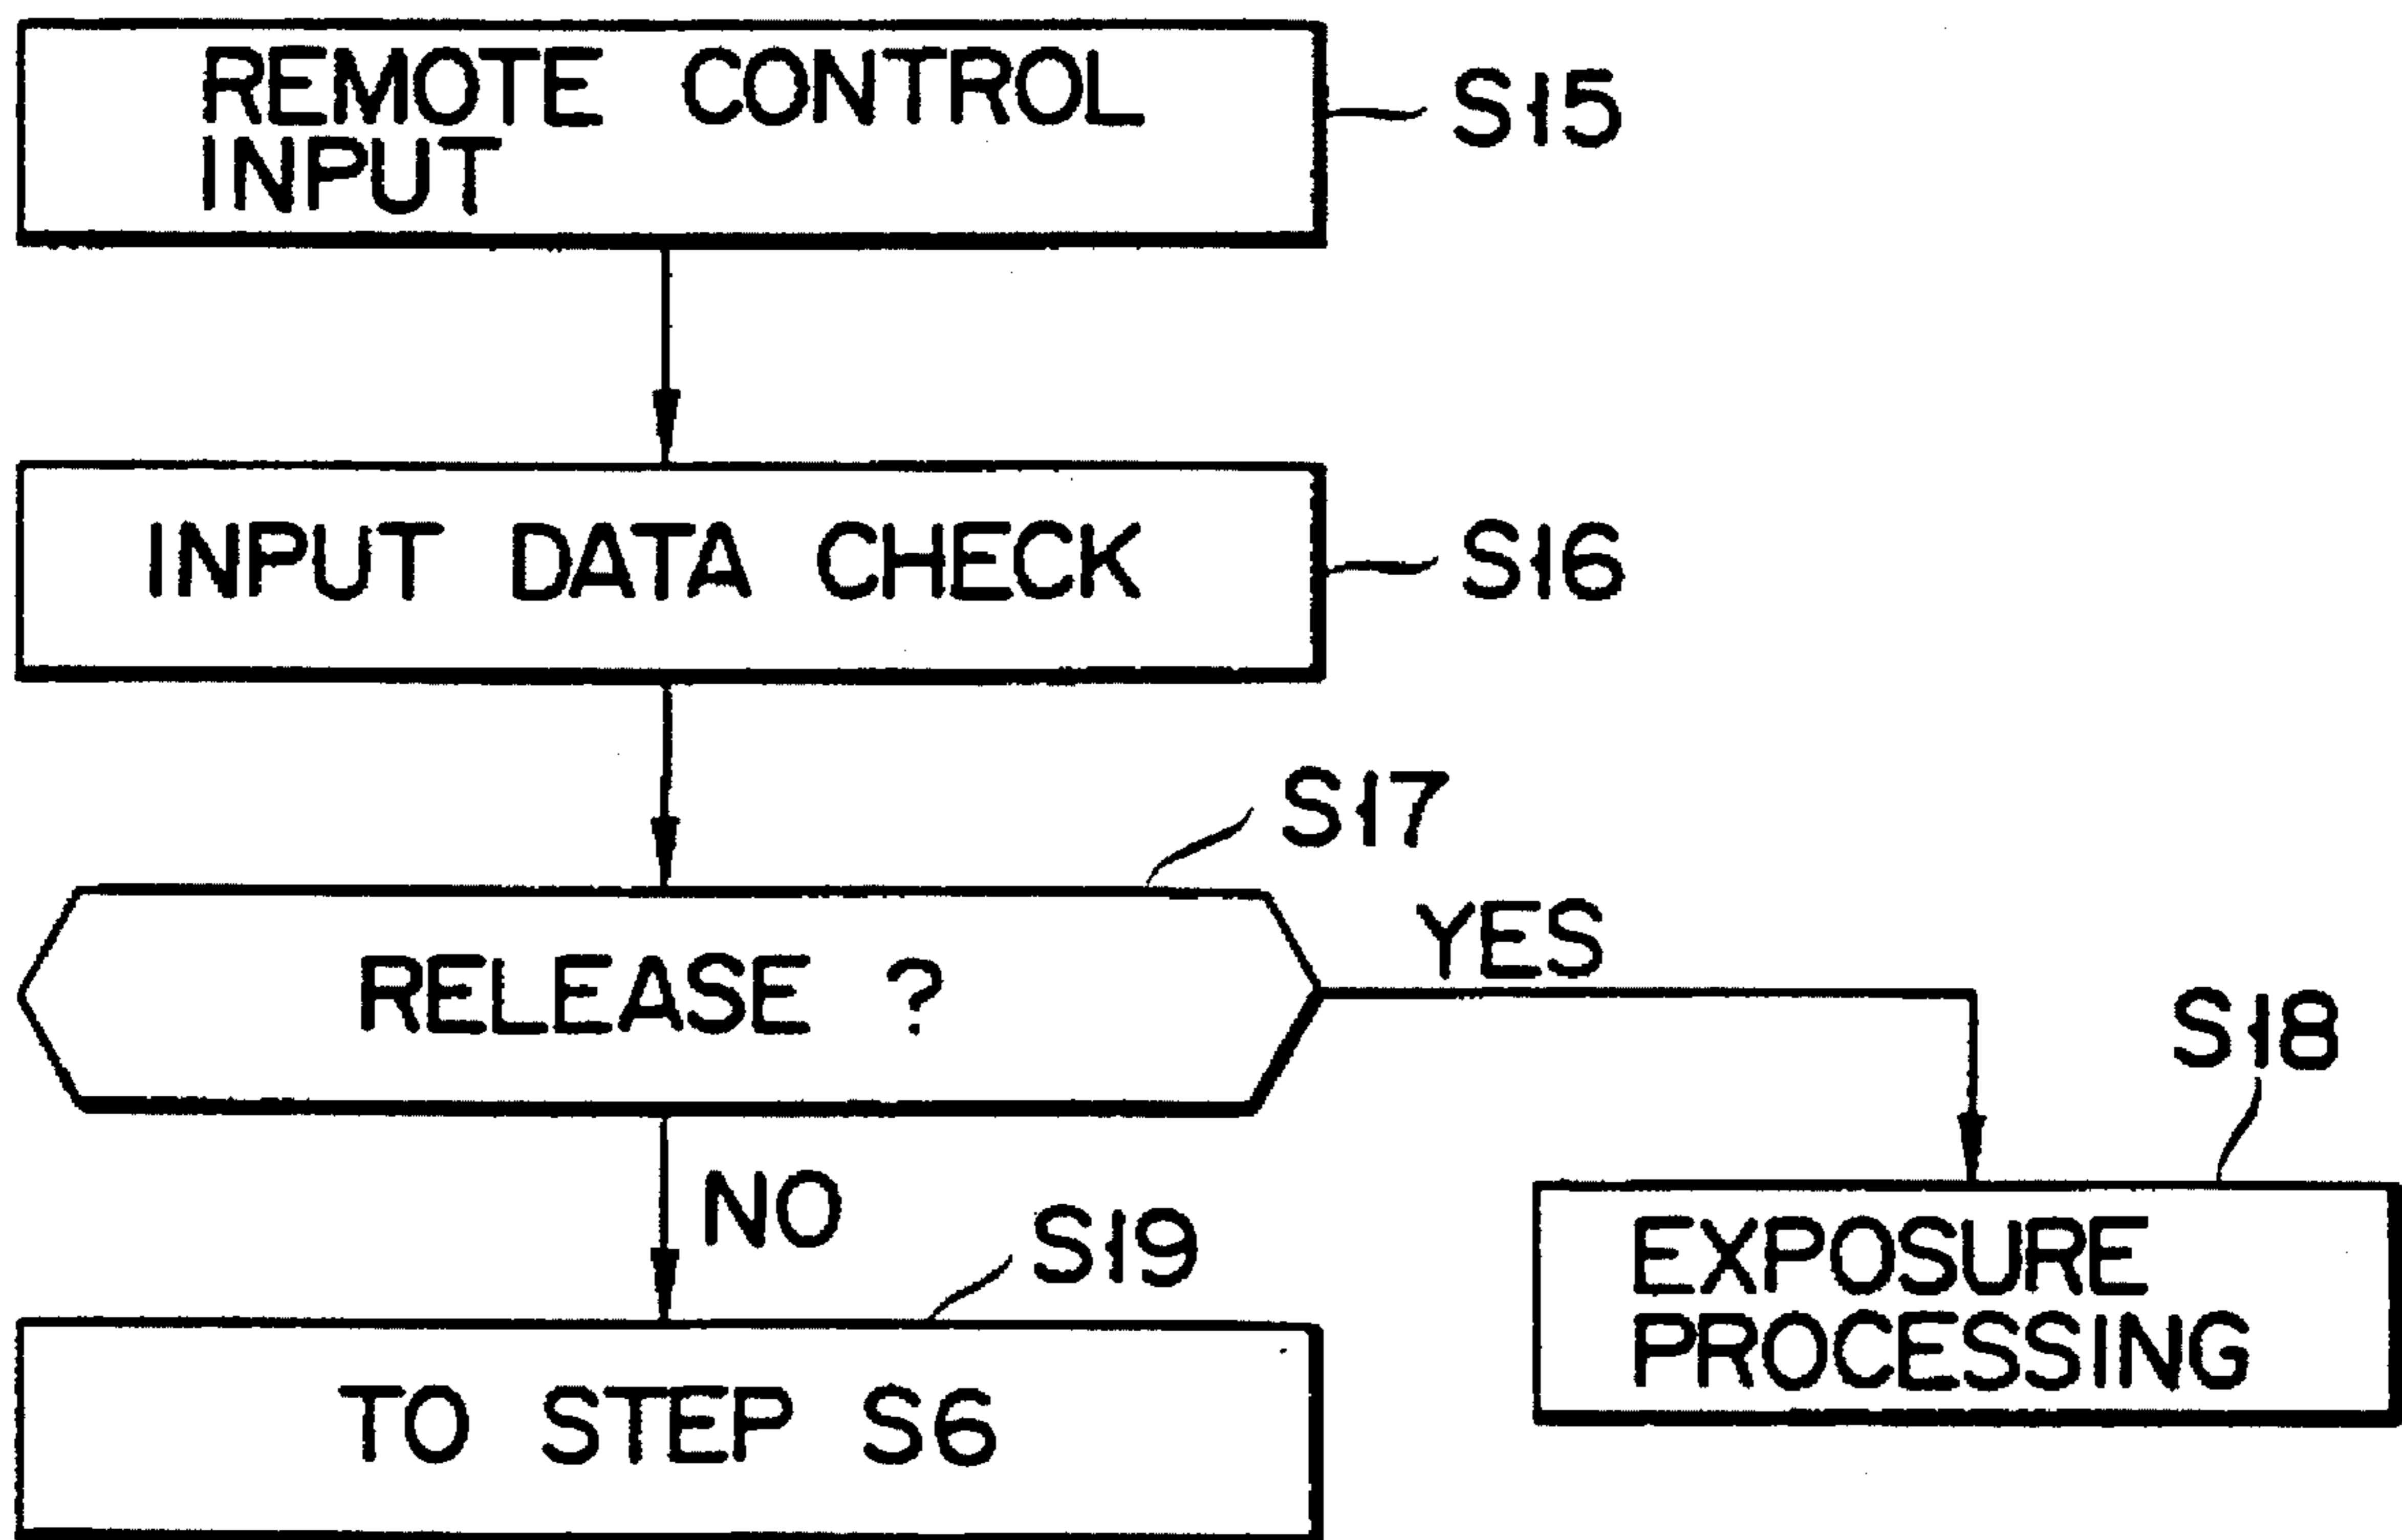 REMOTE CONTROL
INPUT
S15
INPUT DATA CHECK
S16
S17
RELEASE ?
YES
S18
NO
S19
EXPOSURE
PROCESSING
TO STEP S6